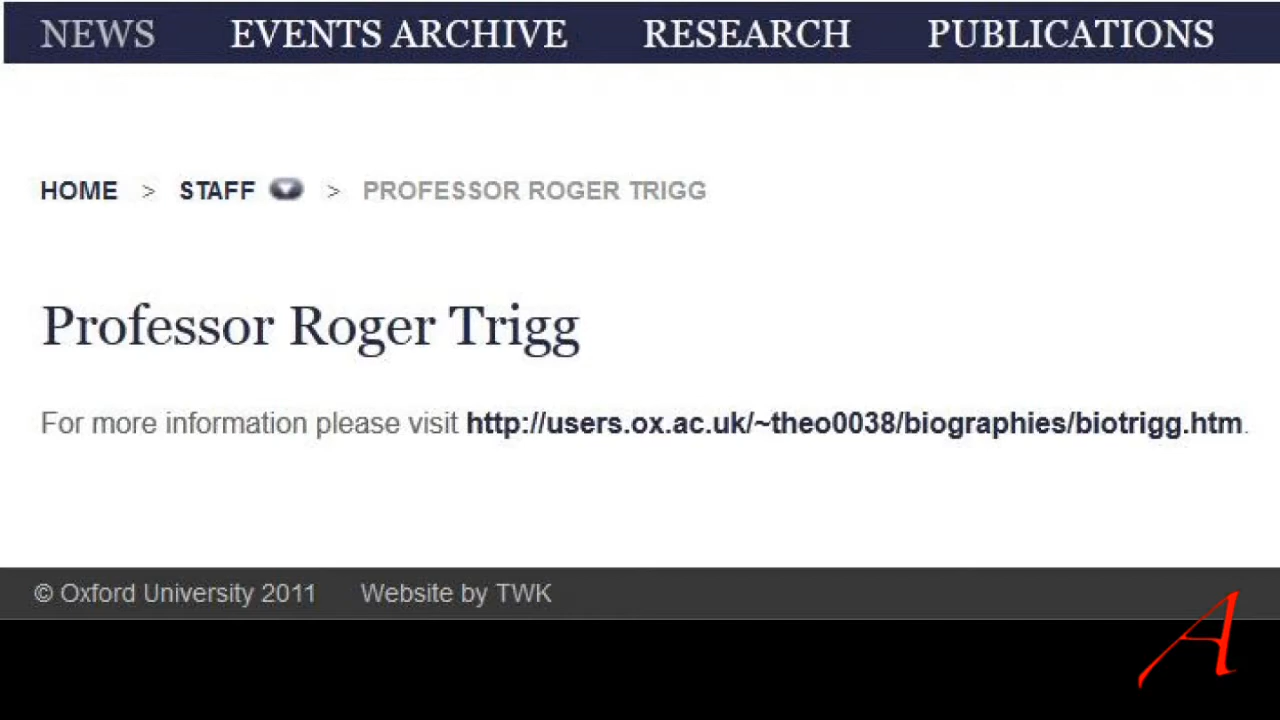 NEWS EVENTS ARCHIVE RESEARCH PUBLICATIONS
HOME > STAFF > PROFESSOR ROGER TRIGG
Professor Roger Trigg
For more information please visit http://users.ox.ac.uk/~theo0038/biographies/biotrigg.htm.
© Oxford University 2011 Website by TWK
A